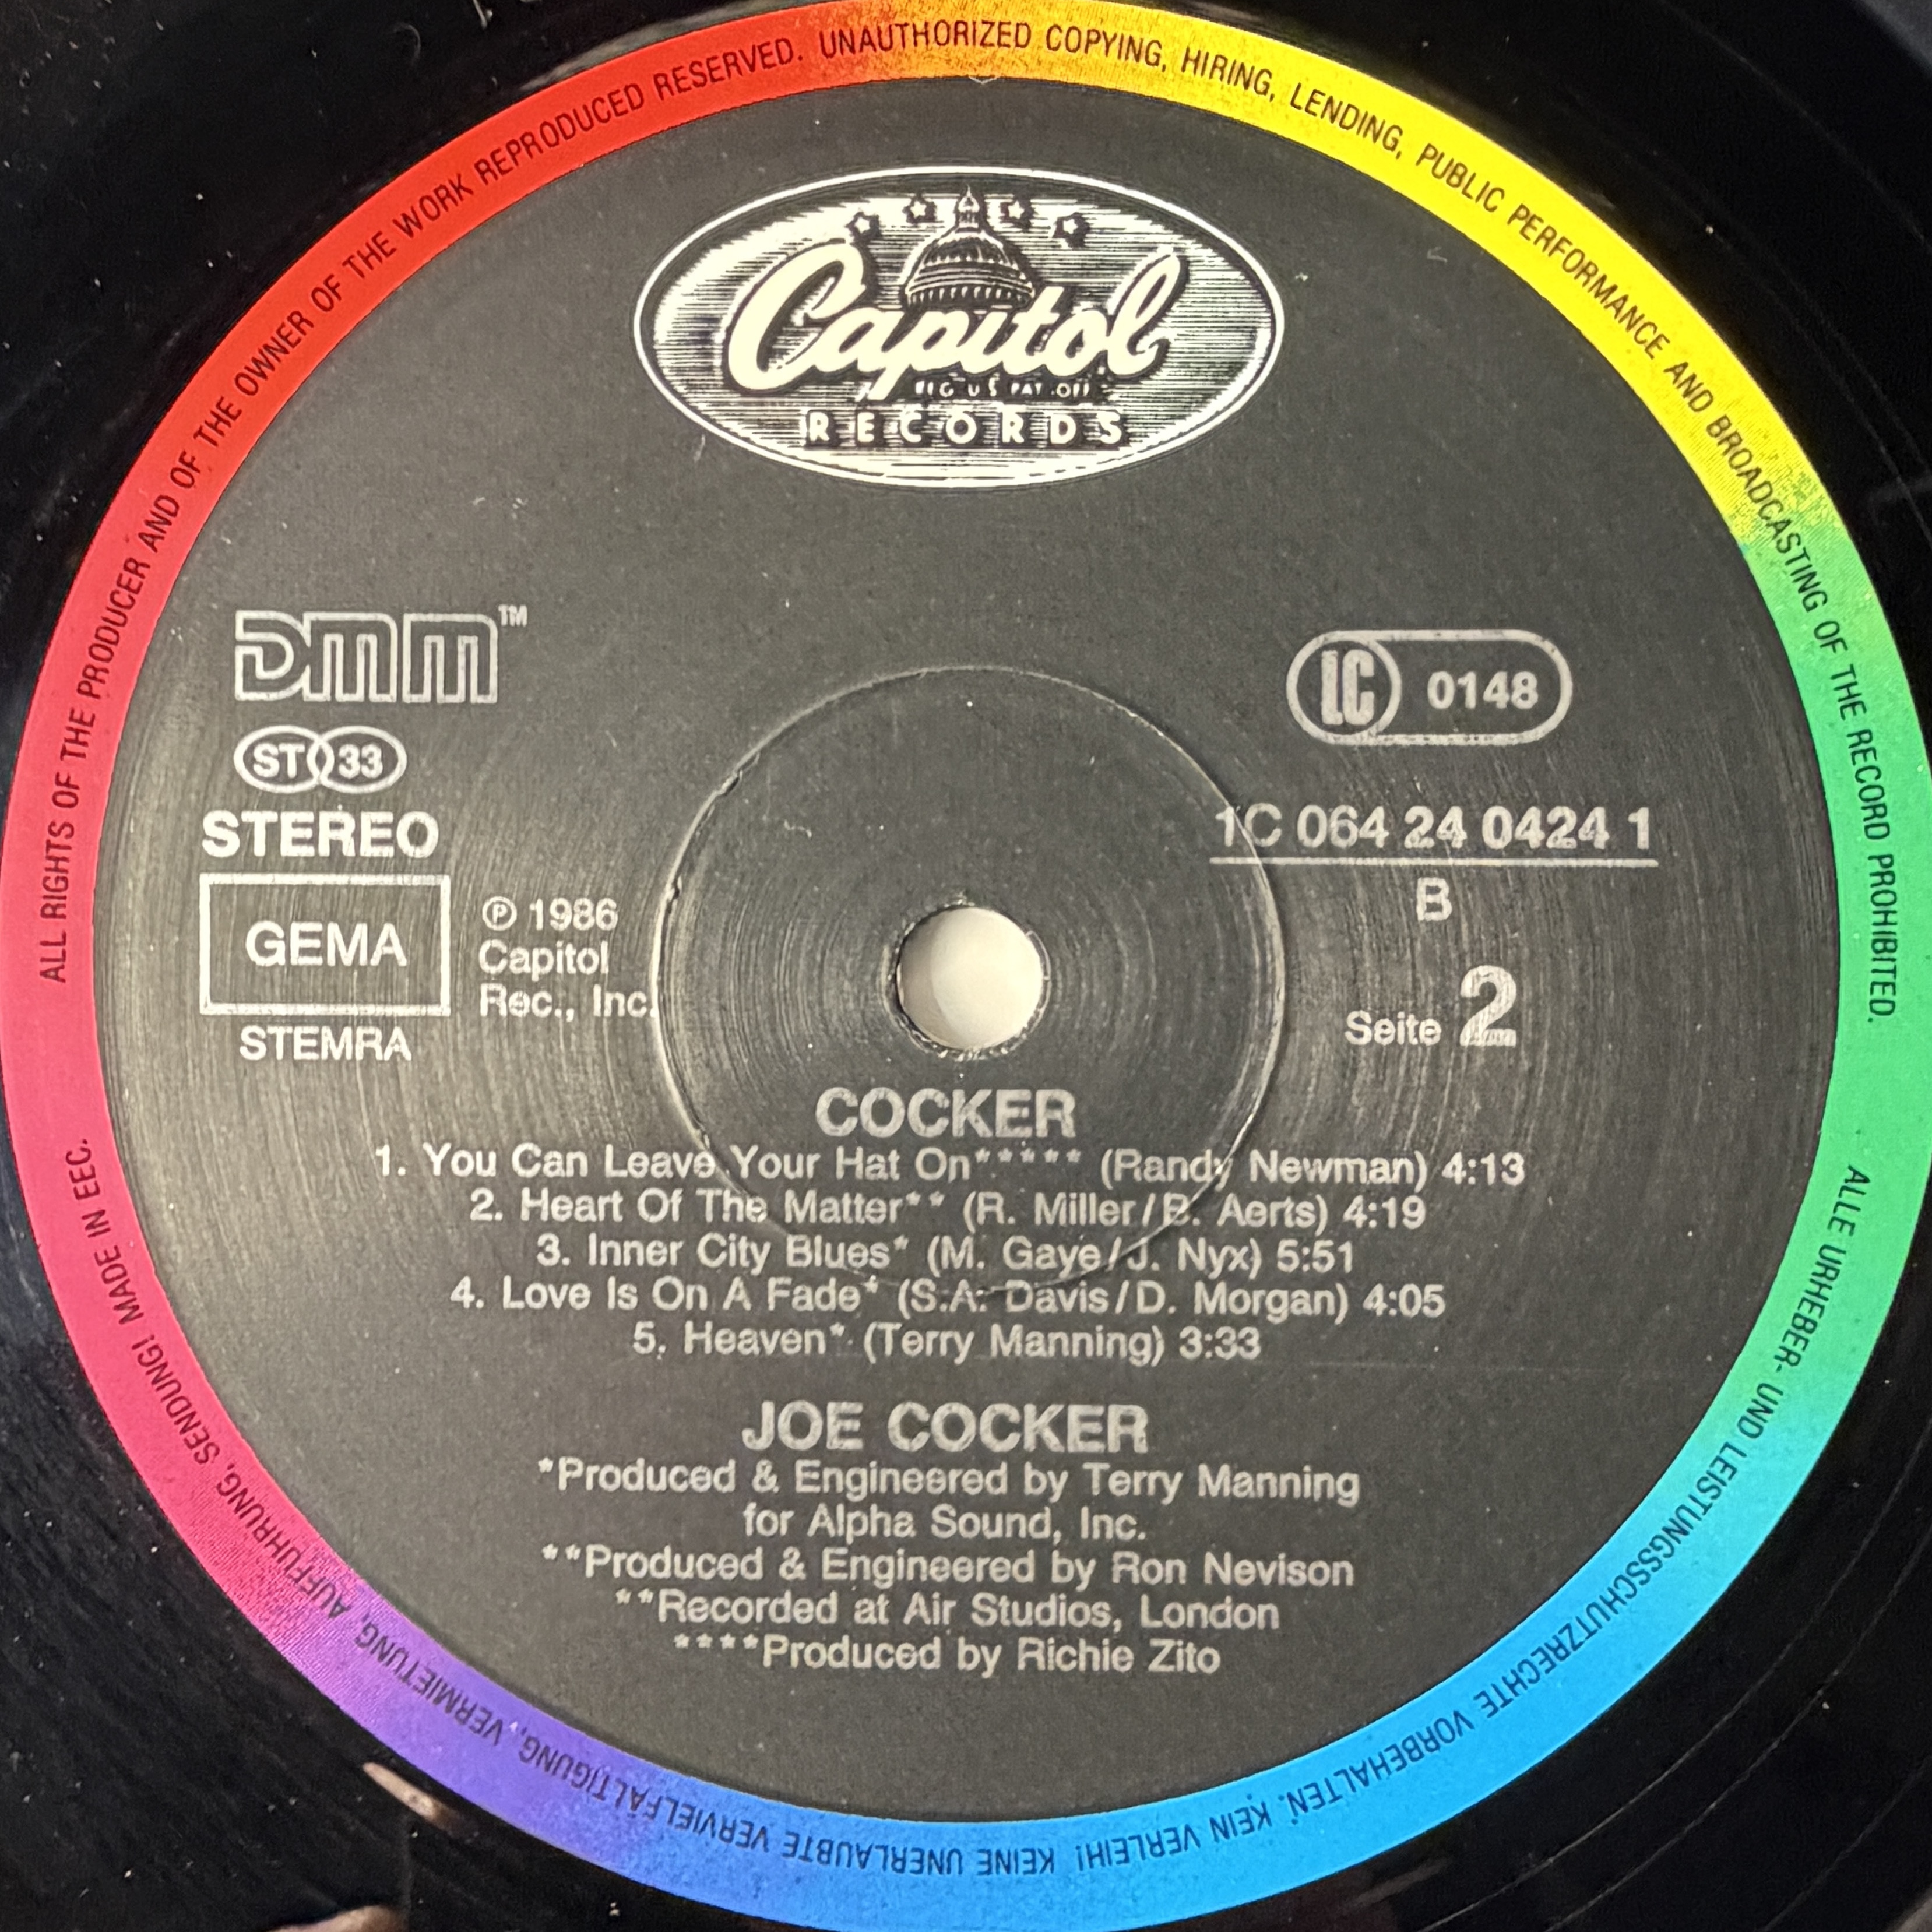 ALL RIGHTS OF THE PRODUCER AND OF THE OWNER OF THE WORK REPRODUCED RESERVED. UNAUTHORIZED COPYING, HIRING, LENDING, PUBLIC PERFORMANCE AND BROADCASTING OF THE RECORD PROHIBITED.
Capitol
REG. U.S. PAT. OFF.
RECORDS
DMM™
LC 0148
ST 33
STEREO
1C 064 24 0424 1
B
GEMA
℗ 1986
Capitol
Rec., Inc.
Seite 2
STEMRA
COCKER
1. You Can Leave Your Hat On***** (Randy Newman) 4:13
2. Heart Of The Matter** (R. Miller/B. Aerts) 4:19
3. Inner City Blues* (M. Gaye/J. Nyx) 5:51
4. Love Is On A Fade* (S.A. Davis/D. Morgan) 4:05
5. Heaven* (Terry Manning) 3:33
JOE COCKER
*Produced & Engineered by Terry Manning
for Alpha Sound, Inc.
**Produced & Engineered by Ron Nevison
**Recorded at Air Studios, London
****Produced by Richie Zito
ALLE URHEBER- UND LEISTUNGSSCHUTZRECHTE VORBEHALTEN. KEIN VERLEIH! KEINE UNERLAUBTE VERVIELFÄLTIGUNG, VERMIETUNG, AUFFÜHRUNG, SENDUNG! MADE IN EEC.